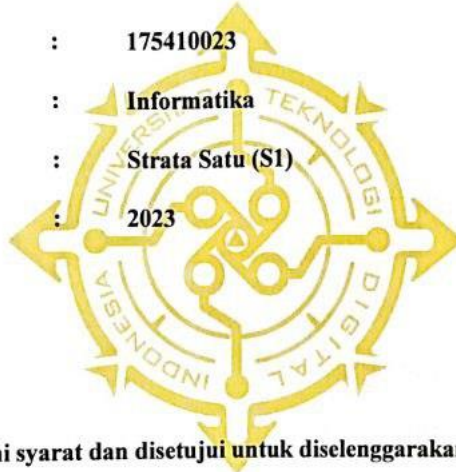 : 175410023
: Informatika
: Strata Satu (S1)
: 2023
UNIVERSITAS TEKNOLOGI DIGITAL INDONESIA
syarat dan disetujui untuk diselenggarakan